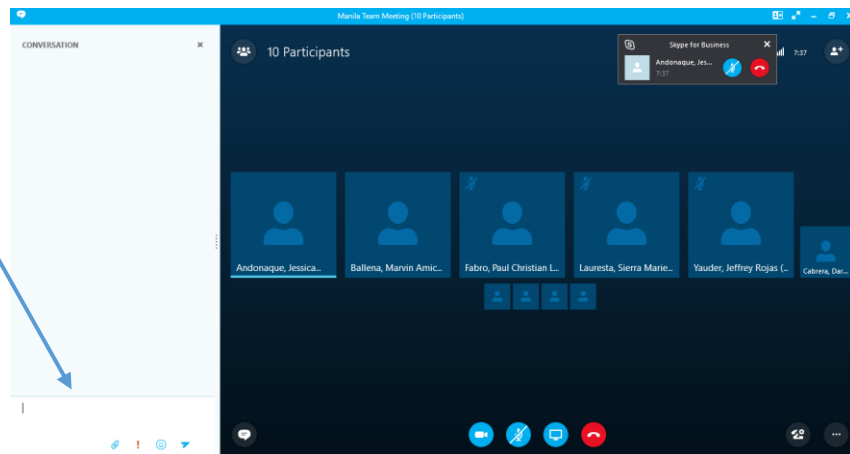 Manila Team Meeting (10 Participants)
CONVERSATION
10 Participants
Skype for Business
Andonaque, Jes...
7:37
7:37
Andonaque, Jessica...
Ballena, Marvin Amic...
Fabro, Paul Christian L...
Lauresta, Sierra Marie...
Yauder, Jeffrey Rojas (...
Cabrera, Dar...